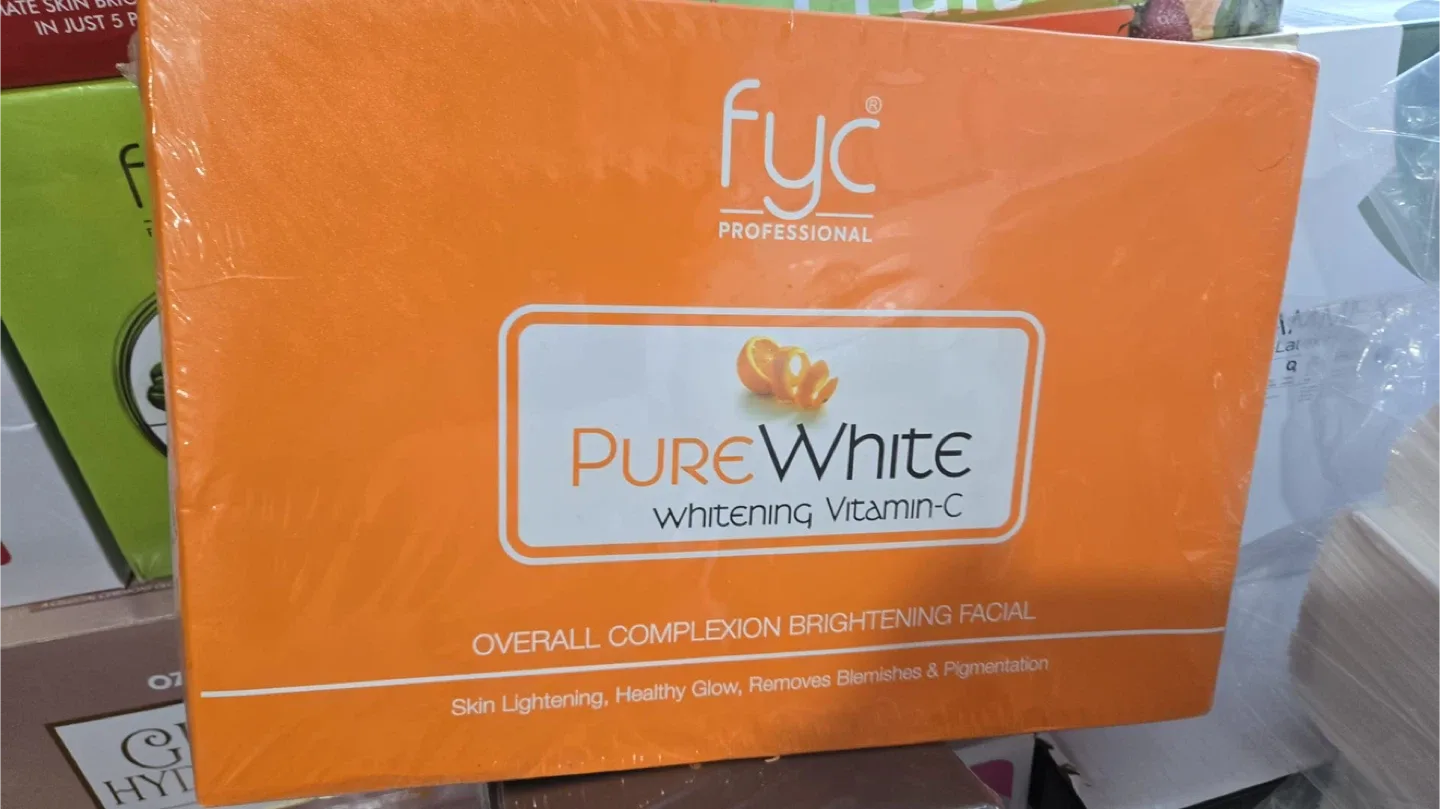 IN JUST 5
fyc®
PROFESSIONAL
PUREWHITE
WHITENING VITAMIN-C
OVERALL COMPLEXION BRIGHTENING FACIAL
Skin Lightening, Healthy Glow, Removes Blemishes & Pigmentation